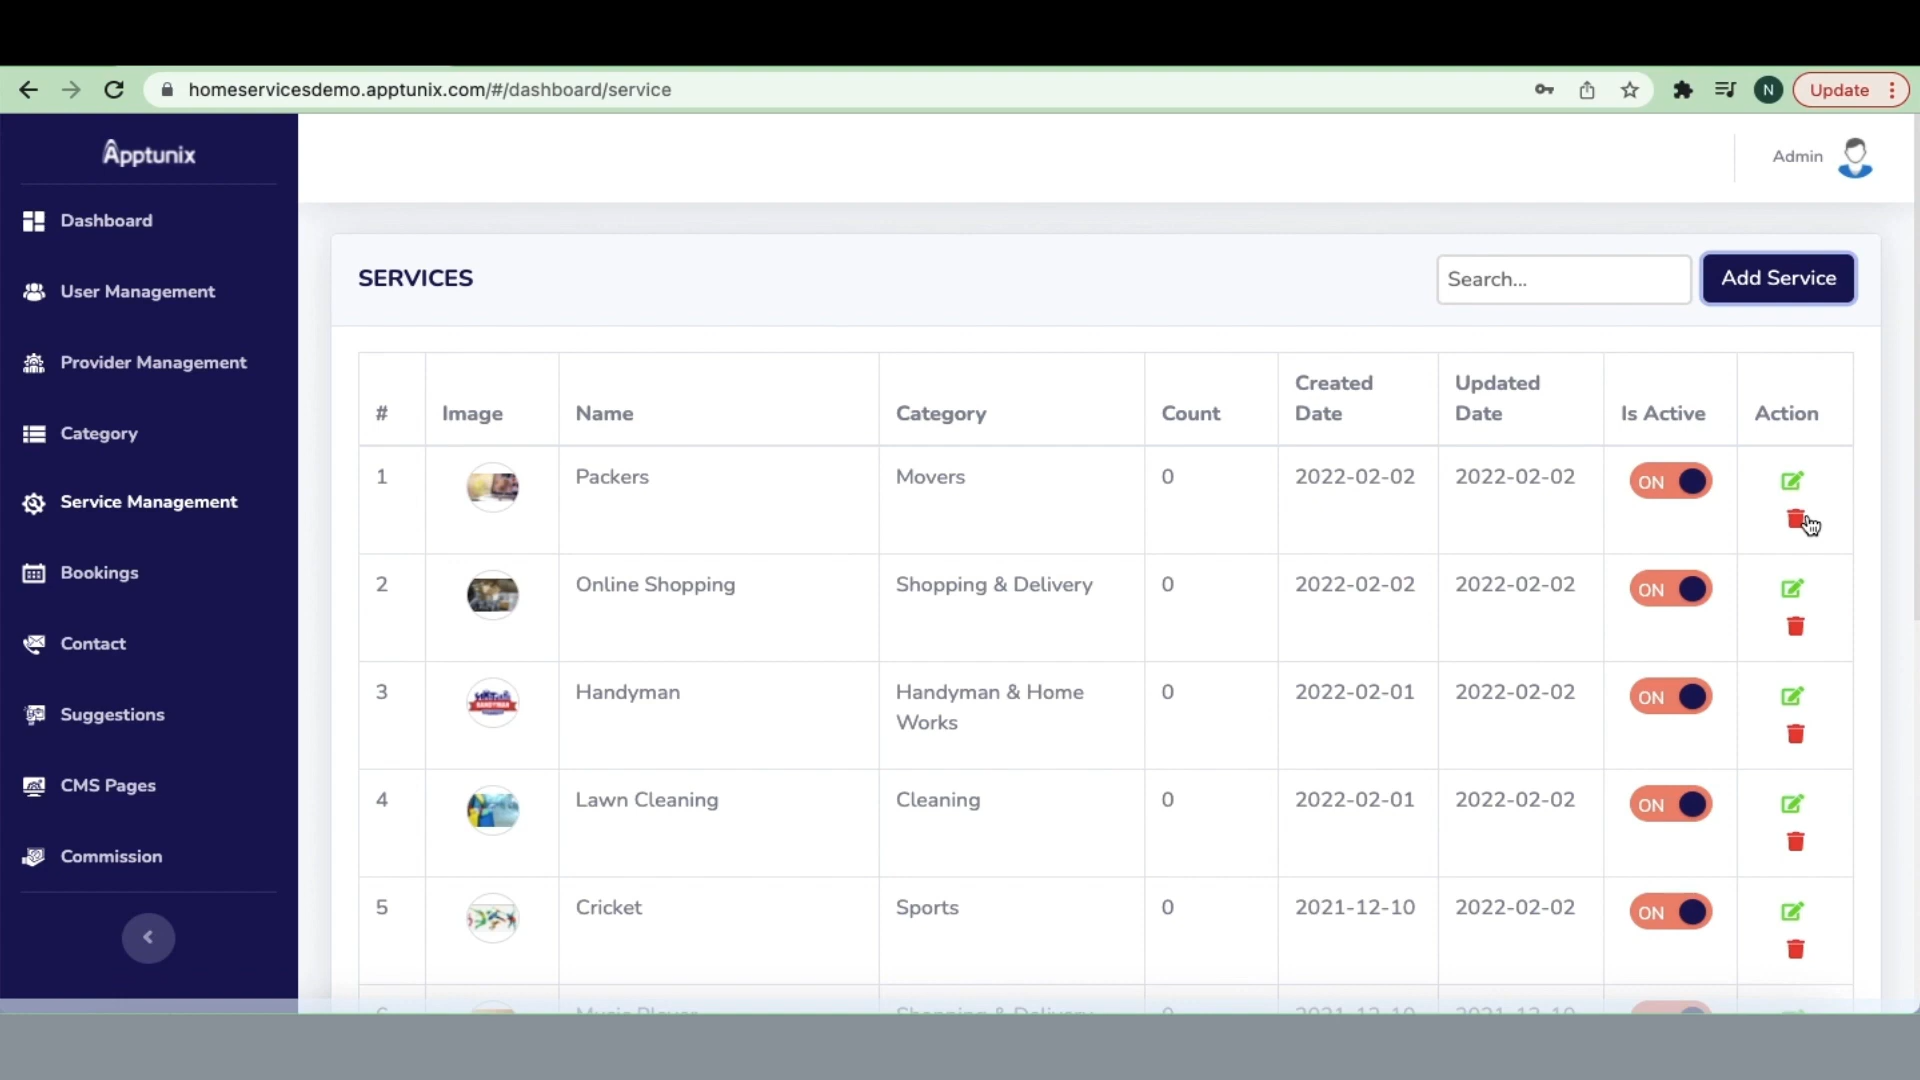 homeservicesdemo.apptunix.com/#/dashboard/service
N
Update
Apptunix
Admin
Dashboard
User Management
Provider Management
Category
Service Management
Bookings
Contact
Suggestions
CMS Pages
Commission
SERVICES
Search...
Add Service
# Image Name Category Count Created Date Updated Date Is Active Action
1 Packers Movers 0 2022-02-02 2022-02-02 ON
2 Online Shopping Shopping & Delivery 0 2022-02-02 2022-02-02 ON
3 Handyman Handyman & Home 0 2022-02-01 2022-02-02 ON
Works
4 Lawn Cleaning Cleaning 0 2022-02-01 2022-02-02 ON
5 Cricket Sports 0 2021-12-10 2022-02-02 ON